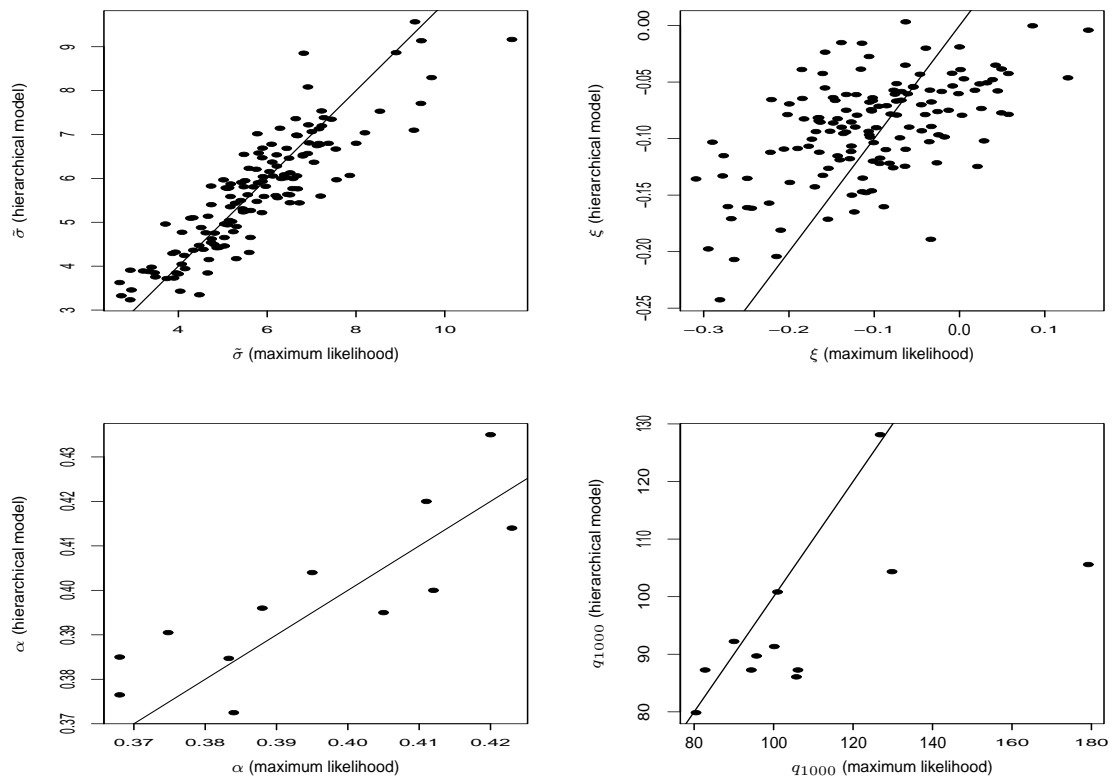 σ̃ (hierarchical model)
3 4 5 6 7 8 9
4 6 8 10
σ̃ (maximum likelihood)
ξ (hierarchical model)
−0.25 −0.20 −0.15 −0.10 −0.05 0.00
−0.3 −0.2 −0.1 0.0 0.1
ξ (maximum likelihood)
α (hierarchical model)
0.37 0.38 0.39 0.40 0.41 0.42 0.43
0.37 0.38 0.39 0.40 0.41 0.42
α (maximum likelihood)
q1000 (hierarchical model)
80 90 100 110 120 130
80 100 120 140 160 180
q1000 (maximum likelihood)